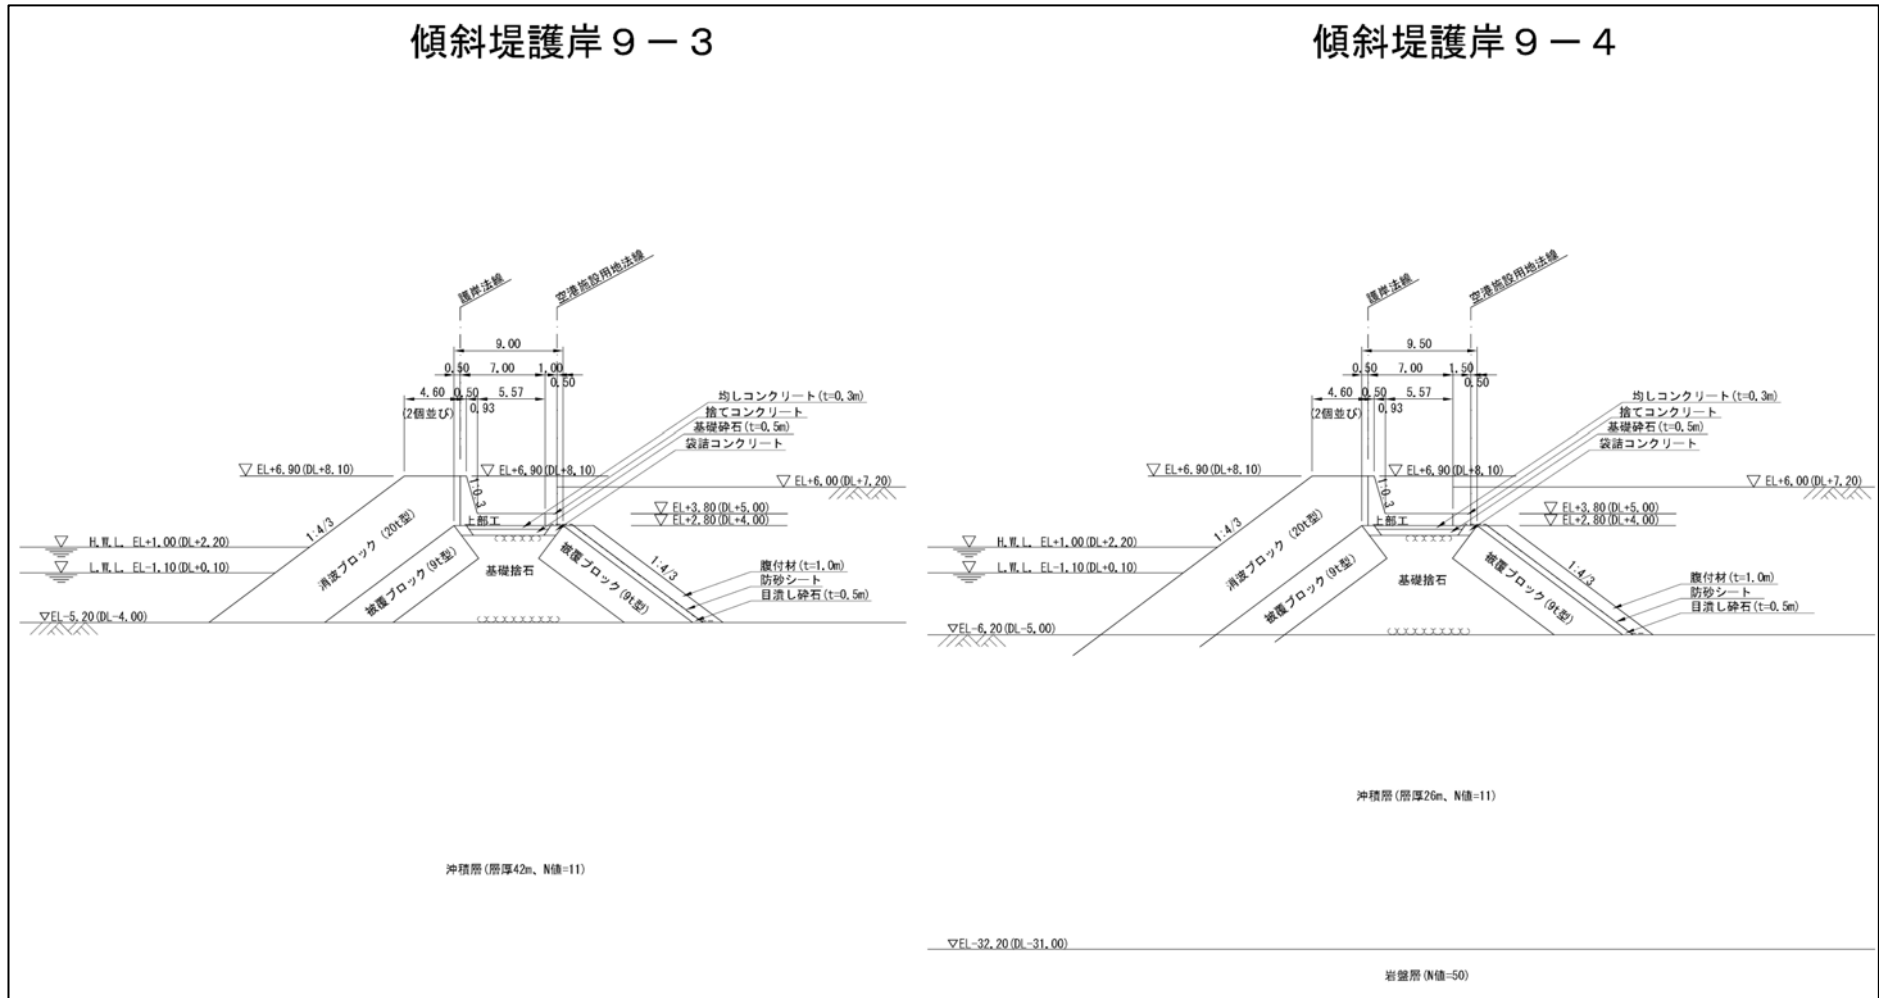 傾斜堤護岸９－３
護岸法線
空港施設用地法線
9.00
0.50
7.00
1.00
0.50
4.60
0.50
5.57
(2個並び)
0.93
均しコンクリート(t=0.3m)
捨てコンクリート
基礎砕石(t=0.5m)
袋詰コンクリート
EL+6.90(DL+8.10)
EL+6.90(DL+8.10)
EL+6.00(DL+7.20)
1:0.3
EL+3.80(DL+5.00)
EL+2.80(DL+4.00)
上部工
1:4/3
消波ブロック(20t型)
H.W.L. EL+1.00(DL+2.20)
L.W.L. EL-1.10(DL+0.10)
被覆ブロック(9t型)
基礎捨石
被覆ブロック(9t型)
1:4/3
腹付材(t=1.0m)
防砂シート
目潰し砕石(t=0.5m)
EL-5.20(DL-4.00)
沖積層(層厚42m、N値=11)
傾斜堤護岸９－４
護岸法線
空港施設用地法線
9.50
0.50
7.00
1.50
0.50
4.60
0.50
5.57
(2個並び)
0.93
均しコンクリート(t=0.3m)
捨てコンクリート
基礎砕石(t=0.5m)
袋詰コンクリート
EL+6.90(DL+8.10)
EL+6.90(DL+8.10)
EL+6.00(DL+7.20)
1:0.3
EL+3.80(DL+5.00)
EL+2.80(DL+4.00)
上部工
1:4/3
消波ブロック(20t型)
H.W.L. EL+1.00(DL+2.20)
L.W.L. EL-1.10(DL+0.10)
被覆ブロック(9t型)
基礎捨石
被覆ブロック(9t型)
1:4/3
腹付材(t=1.0m)
防砂シート
目潰し砕石(t=0.5m)
EL-6.20(DL-5.00)
沖積層(層厚26m、N値=11)
EL-32.20(DL-31.00)
岩盤層(N値=50)